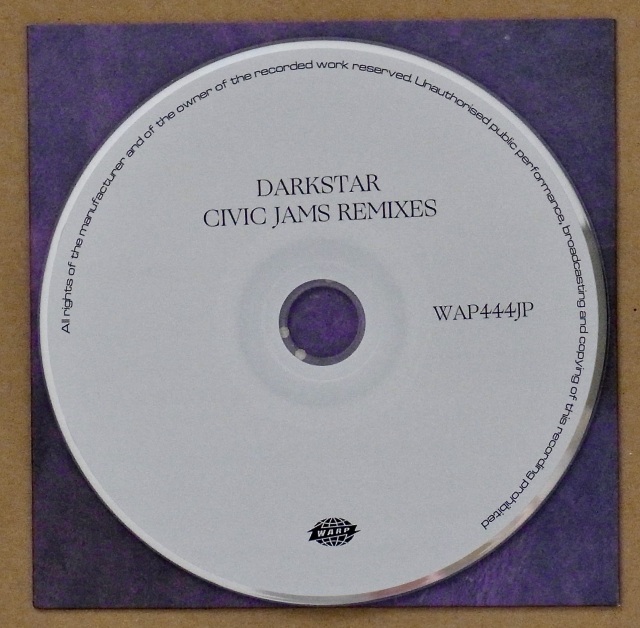 All rights of the manufacturer and of the owner of the recorded work reserved. Unauthorised public performance, broadcasting and copying of this recording prohibited
DARKSTAR
CIVIC JAMS REMIXES
WAP444JP
WARP